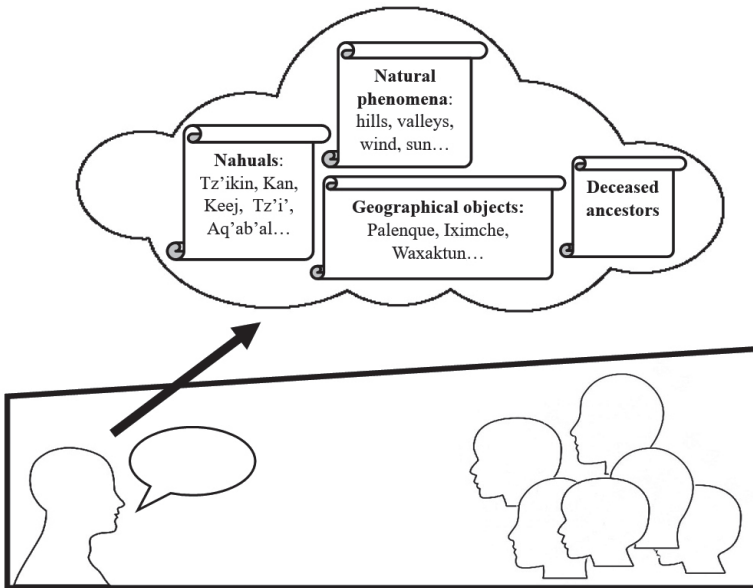 Natural
phenomena:
hills, valleys,
wind, sun…
Nahuals:
Tz’ikin, Kan,
Keej, Tz’i’,
Aq’ab’al…
Geographical objects:
Palenque, Iximche,
Waxaktun…
Deceased
ancestors